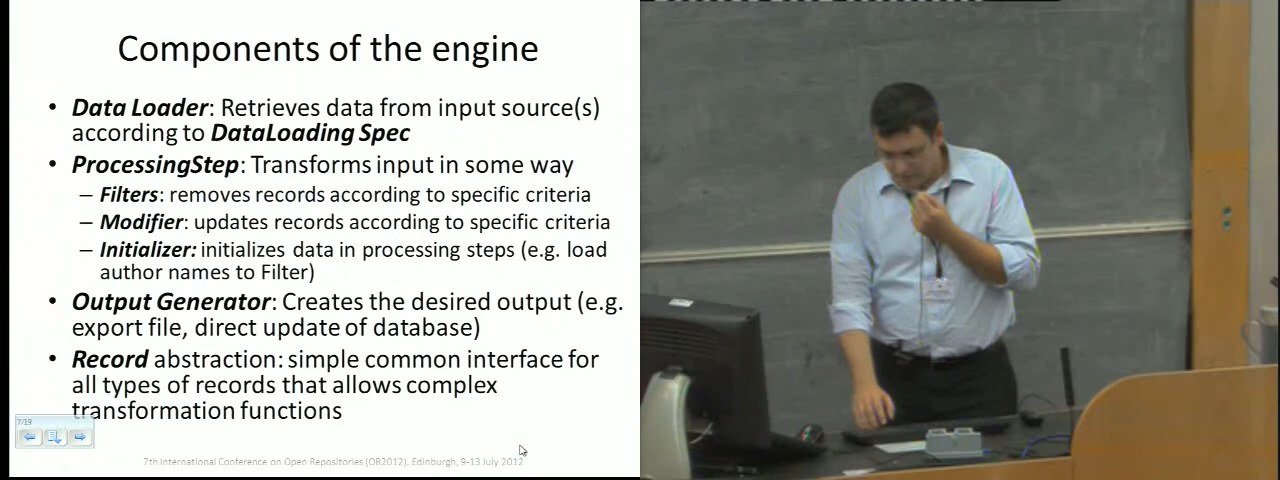 Components of the engine
• Data Loader: Retrieves data from input source(s)
according to DataLoading Spec
• ProcessingStep: Transforms input in some way
– Filters: removes records according to specific criteria
– Modifier: updates records according to specific criteria
– Initializer: initializes data in processing steps (e.g. load
author names to Filter)
• Output Generator: Creates the desired output (e.g.
export file, direct update of database)
• Record abstraction: simple common interface for
all types of records that allows complex
transformation functions
7/19
7th International Conference on Open Repositories (OR2012), Edinburgh, 9-13 July 2012